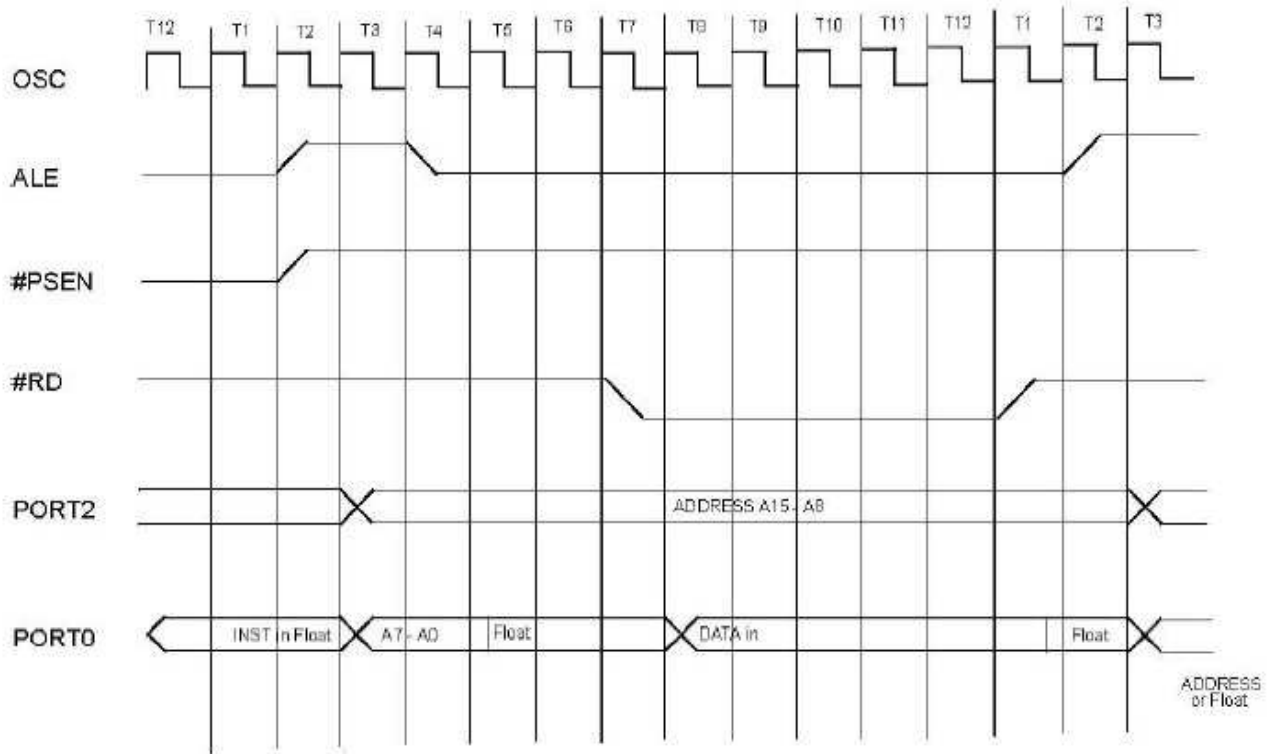 T12 T1 T2 T3 T4 T5 T6 T7 T8 T9 T10 T11 T12 T1 T2 T3
OSC
ALE
#PSEN
#RD
PORT2 ADDRESS A15 - A8
PORT0 INST in Float A7 - A0 Float DATA in Float
ADDRESS
or Float